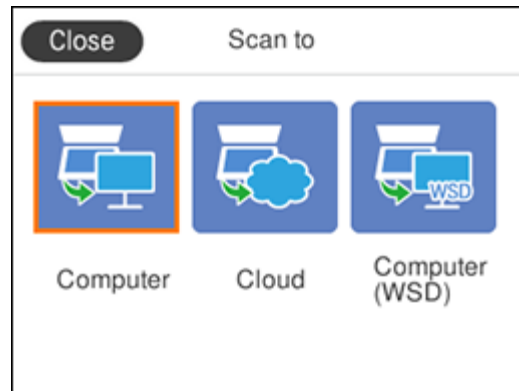 Close
Scan to
WSD
Computer
Cloud
Computer
(WSD)